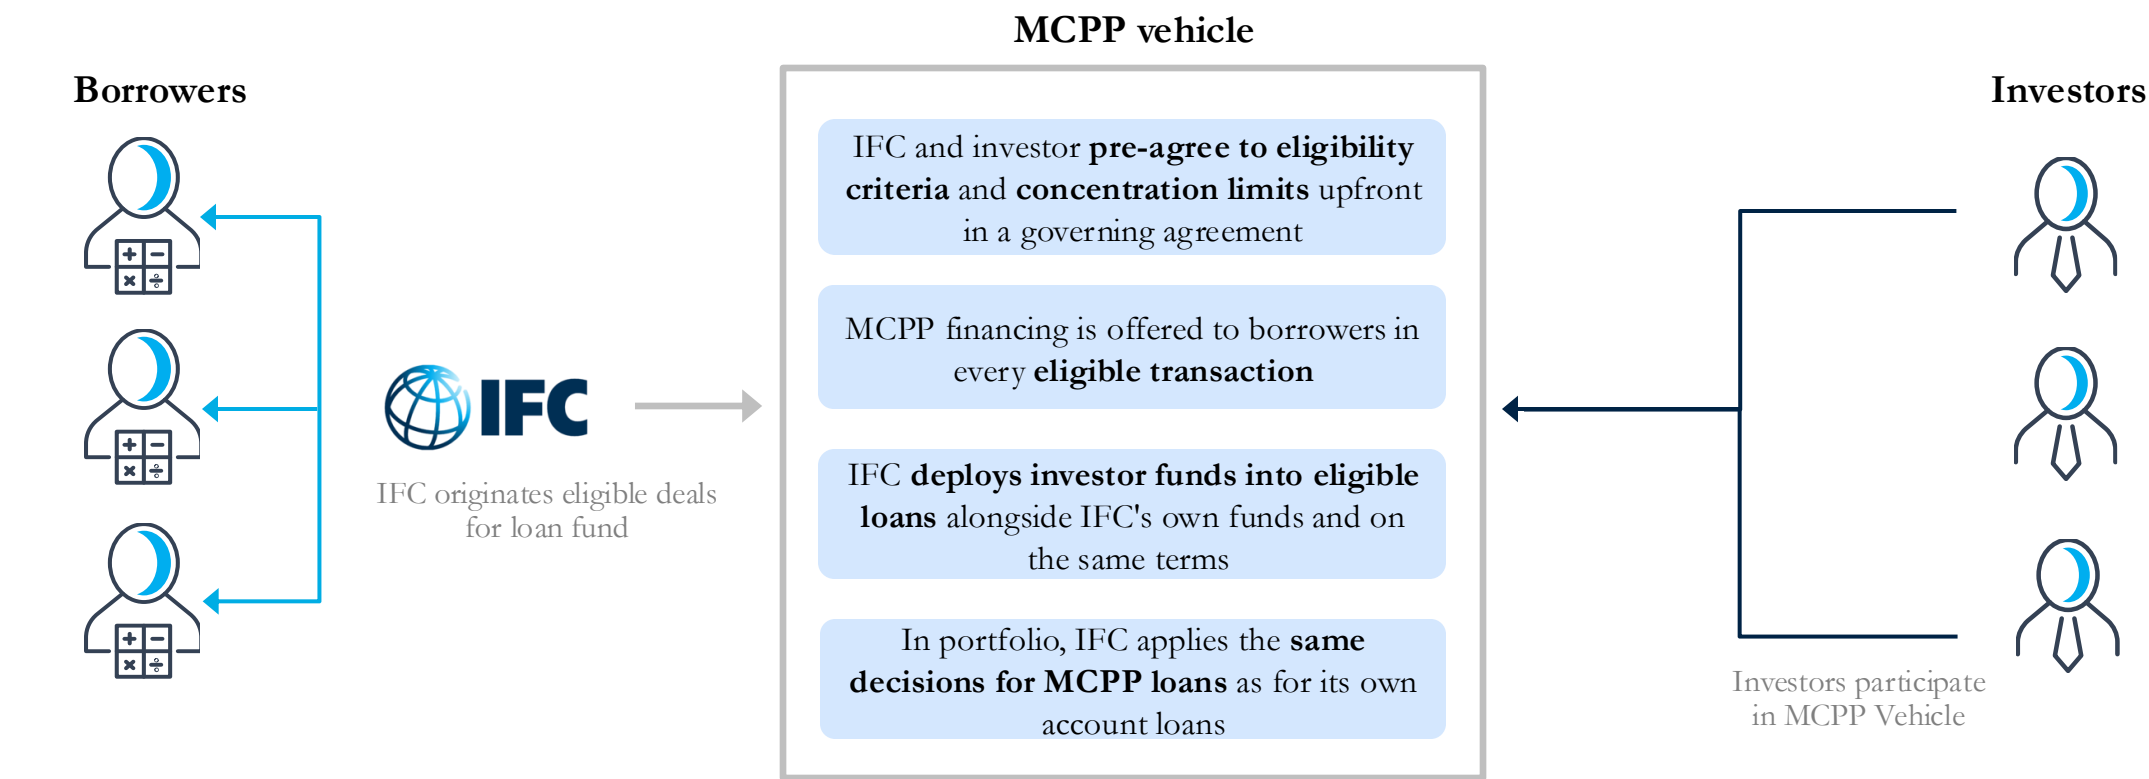 MCPP vehicle
Borrowers
Investors
IFC and investor pre-agree to eligibility
criteria and concentration limits upfront
in a governing agreement
MCPP financing is offered to borrowers in
every eligible transaction
IFC
IFC originates eligible deals
for loan fund
IFC deploys investor funds into eligible
loans alongside IFC's own funds and on
the same terms
In portfolio, IFC applies the same
decisions for MCPP loans as for its own
account loans
Investors participate
in MCPP Vehicle